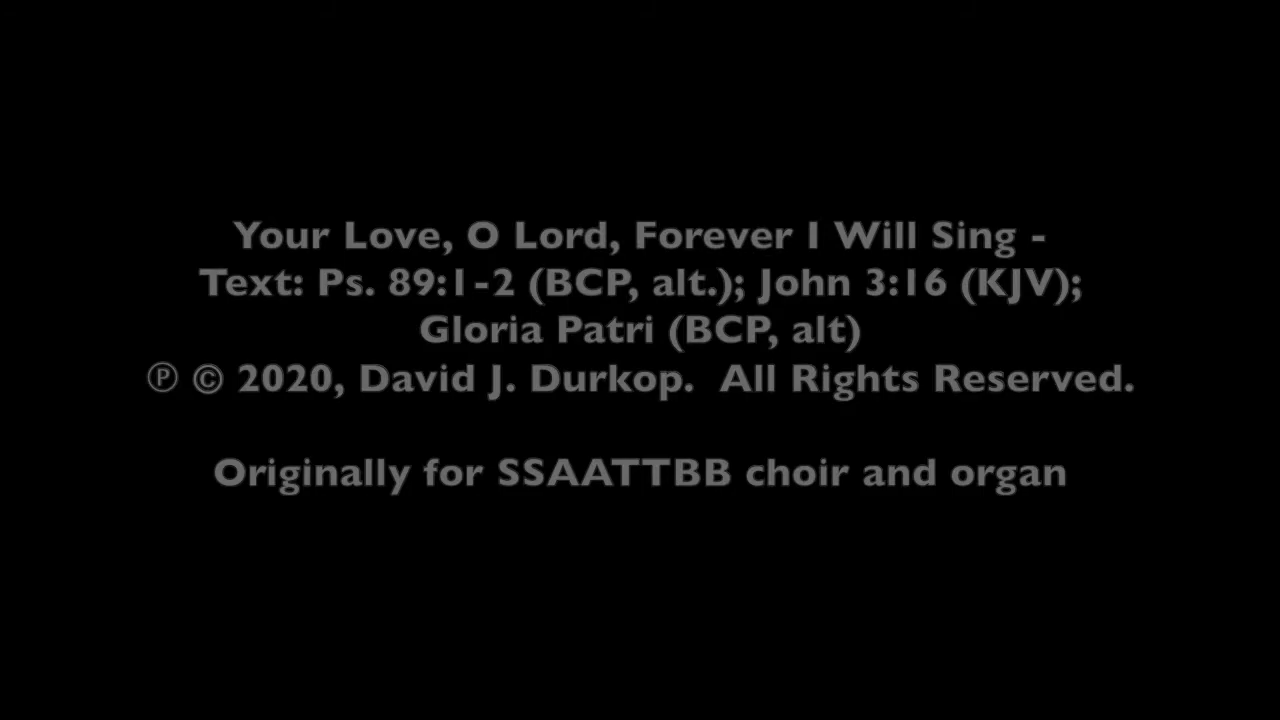 Your Love, O Lord, Forever I Will Sing -
Text: Ps. 89:1-2 (BCP, alt.); John 3:16 (KJV);
Gloria Patri (BCP, alt)
℗ © 2020, David J. Durkop.  All Rights Reserved.
Originally for SSAATTBB choir and organ